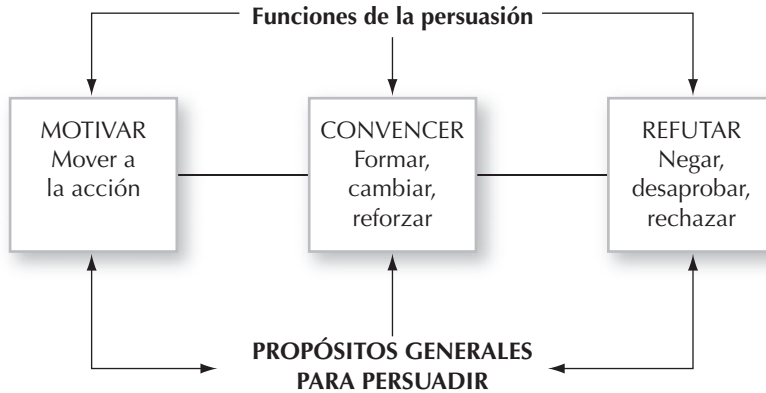 Funciones de la persuasión
MOTIVAR
Mover a
la acción
CONVENCER
Formar,
cambiar,
reforzar
REFUTAR
Negar,
desaprobar,
rechazar
PROPÓSITOS GENERALES
PARA PERSUADIR